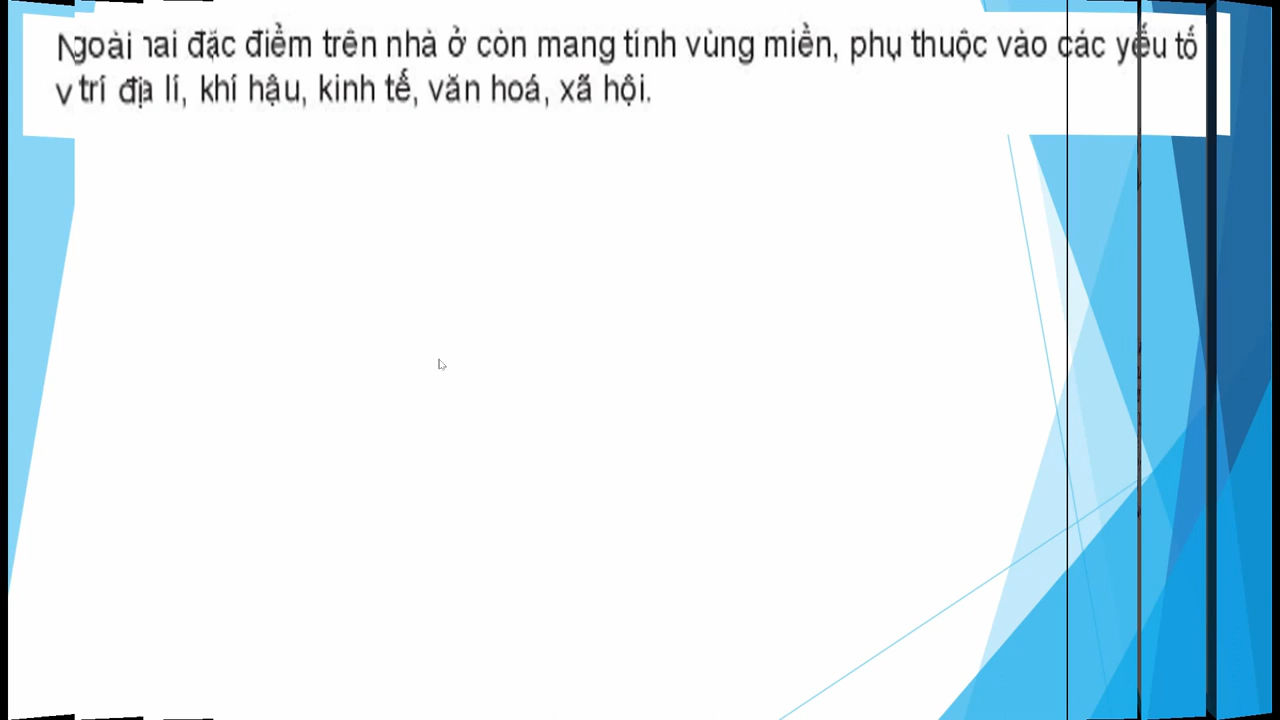 Ngoài hai đặc điểm trên nhà ở còn mang tính vùng miền, phụ thuộc vào các yếu tố
vị trí địa lí, khí hậu, kinh tế, văn hoá, xã hội.